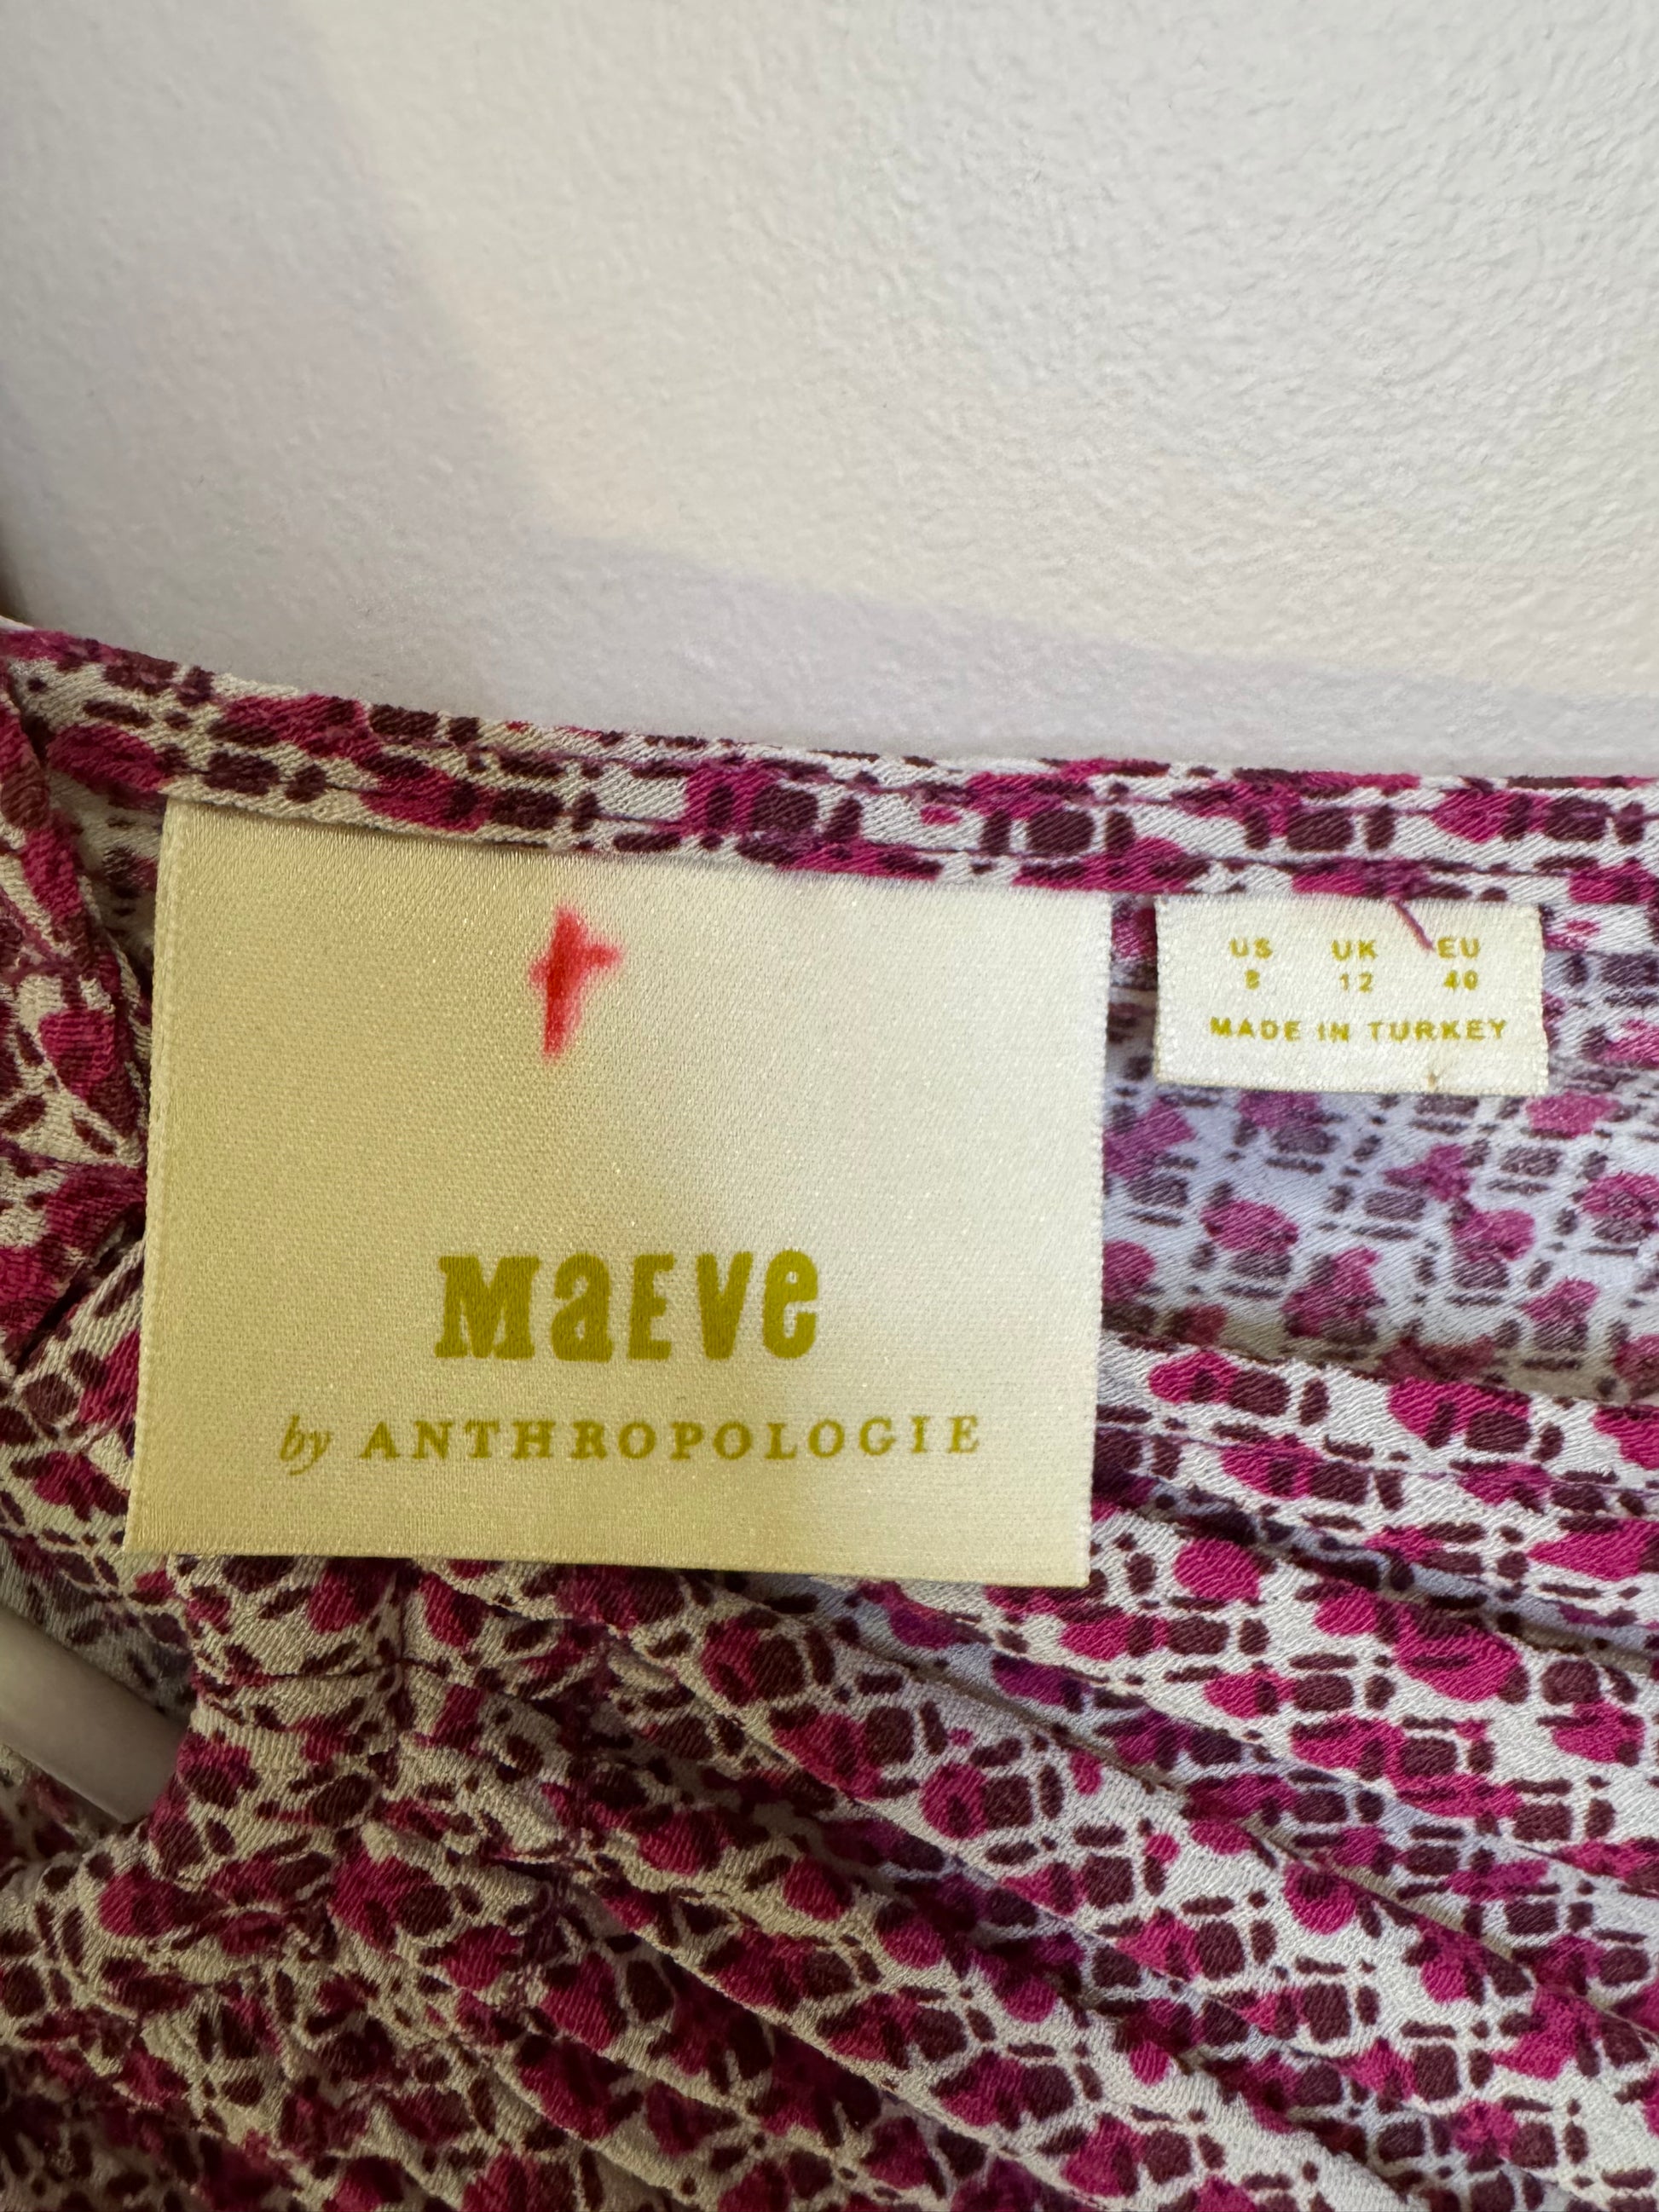 MaEVe
by ANTHROPOLOGIE
US UK EU
8 12 40
MADE IN TURKEY